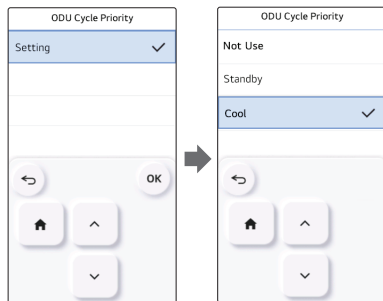 ODU Cycle Priority
Setting
OK
ODU Cycle Priority
Not Use
Standby
Cool